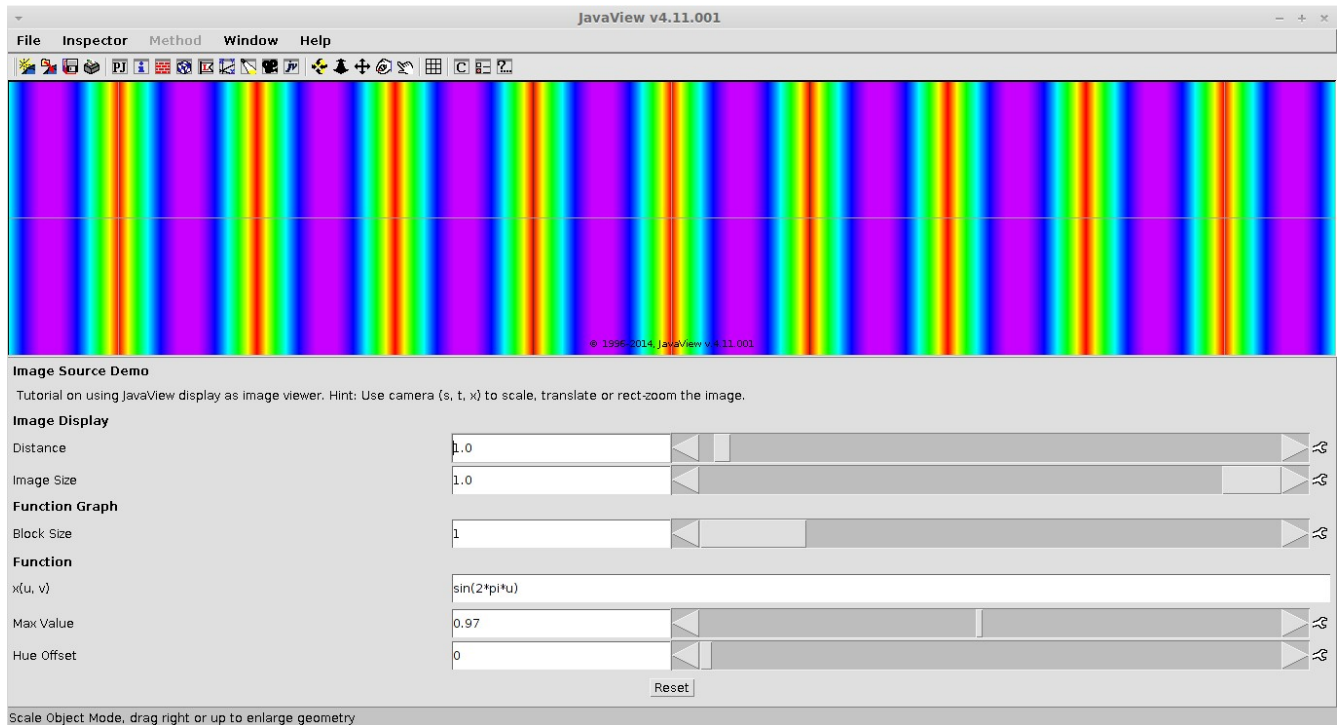 JavaView v4.11.001
File Inspector Method Window Help
PJ i JV C ?..
© 1996-2014, JavaView v.4.11.001
Image Source Demo
Tutorial on using JavaView display as image viewer. Hint: Use camera (s, t, x) to scale, translate or rect-zoom the image.
Image Display
Distance 1.0
Image Size 1.0
Function Graph
Block Size 1
Function
x(u, v) sin(2*pi*u)
Max Value 0.97
Hue Offset 0
Reset
Scale Object Mode, drag right or up to enlarge geometry